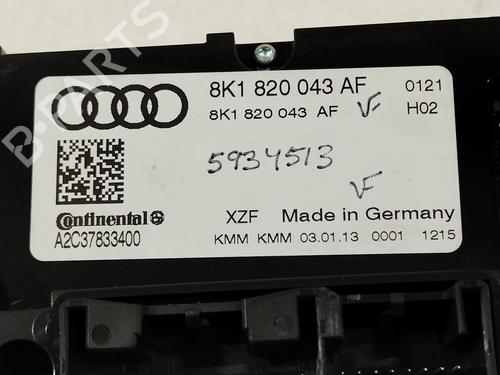 8K1 820 043 AF 0121
8K1 820 043 AF VF H02
5934513
VF
Continental
A2C37833400
XZF Made in Germany
KMM KMM 03.01.13 0001 1215
B-PARTS